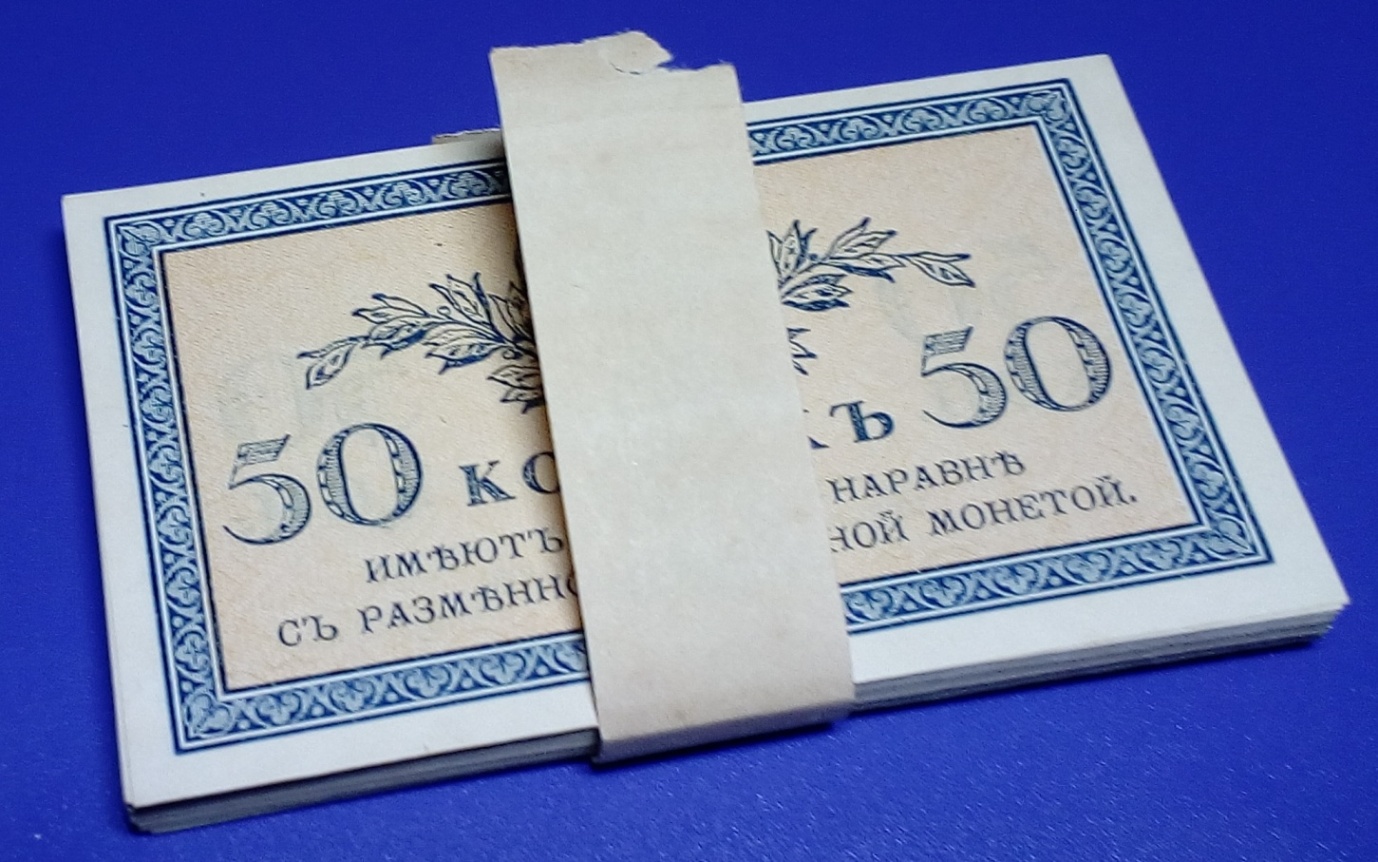 50 КО КЪ 50
ИМѢЮТЪ НАРАВНѢ
СЪ РАЗМѢННО НОЙ МОНЕТОЙ.